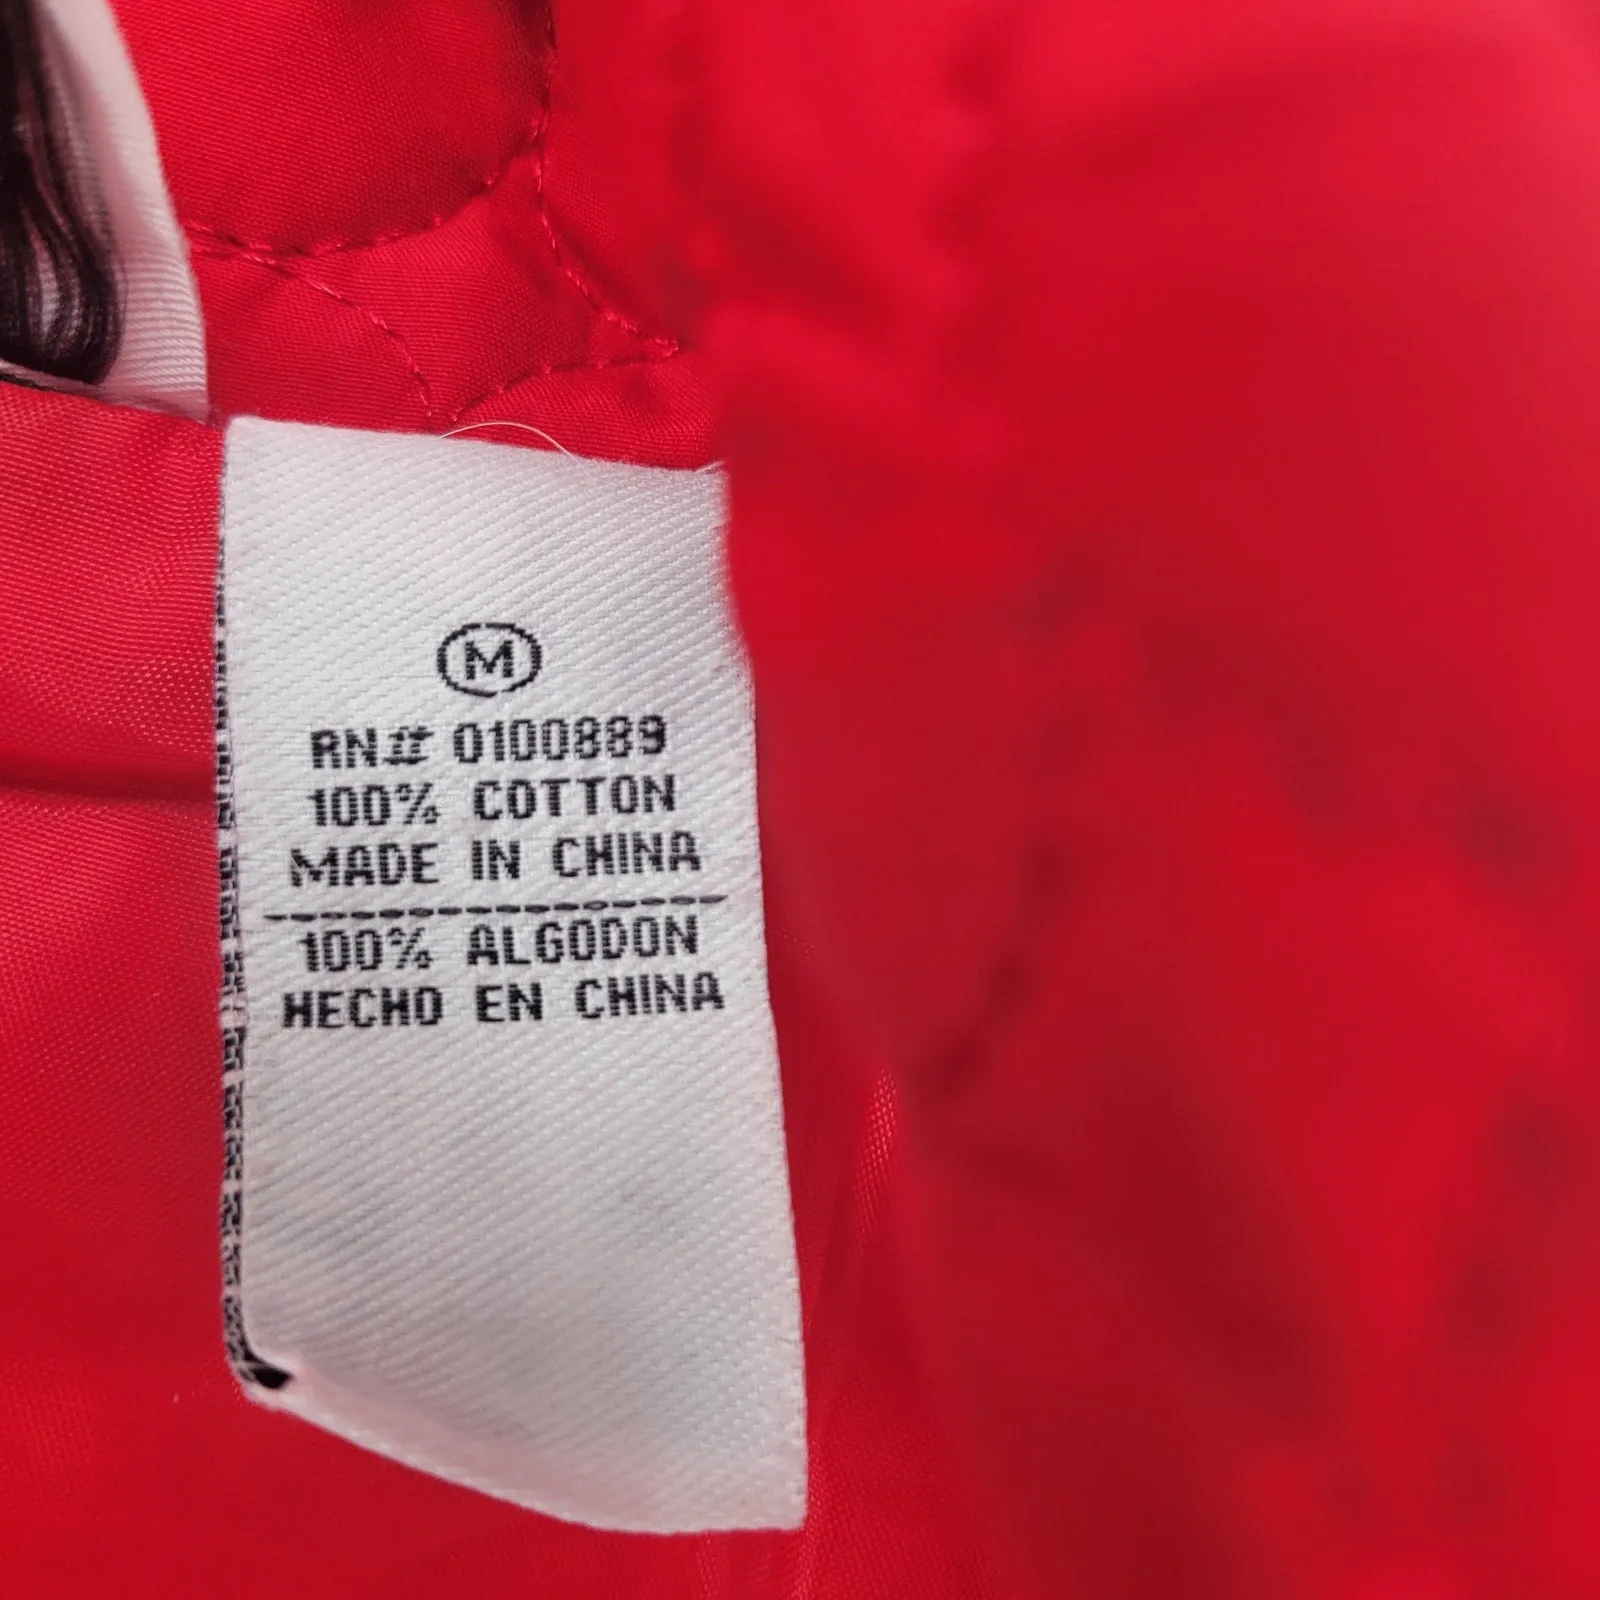 M
RN# 0100889
100% COTTON
MADE IN CHINA
100% ALGODON
HECHO EN CHINA